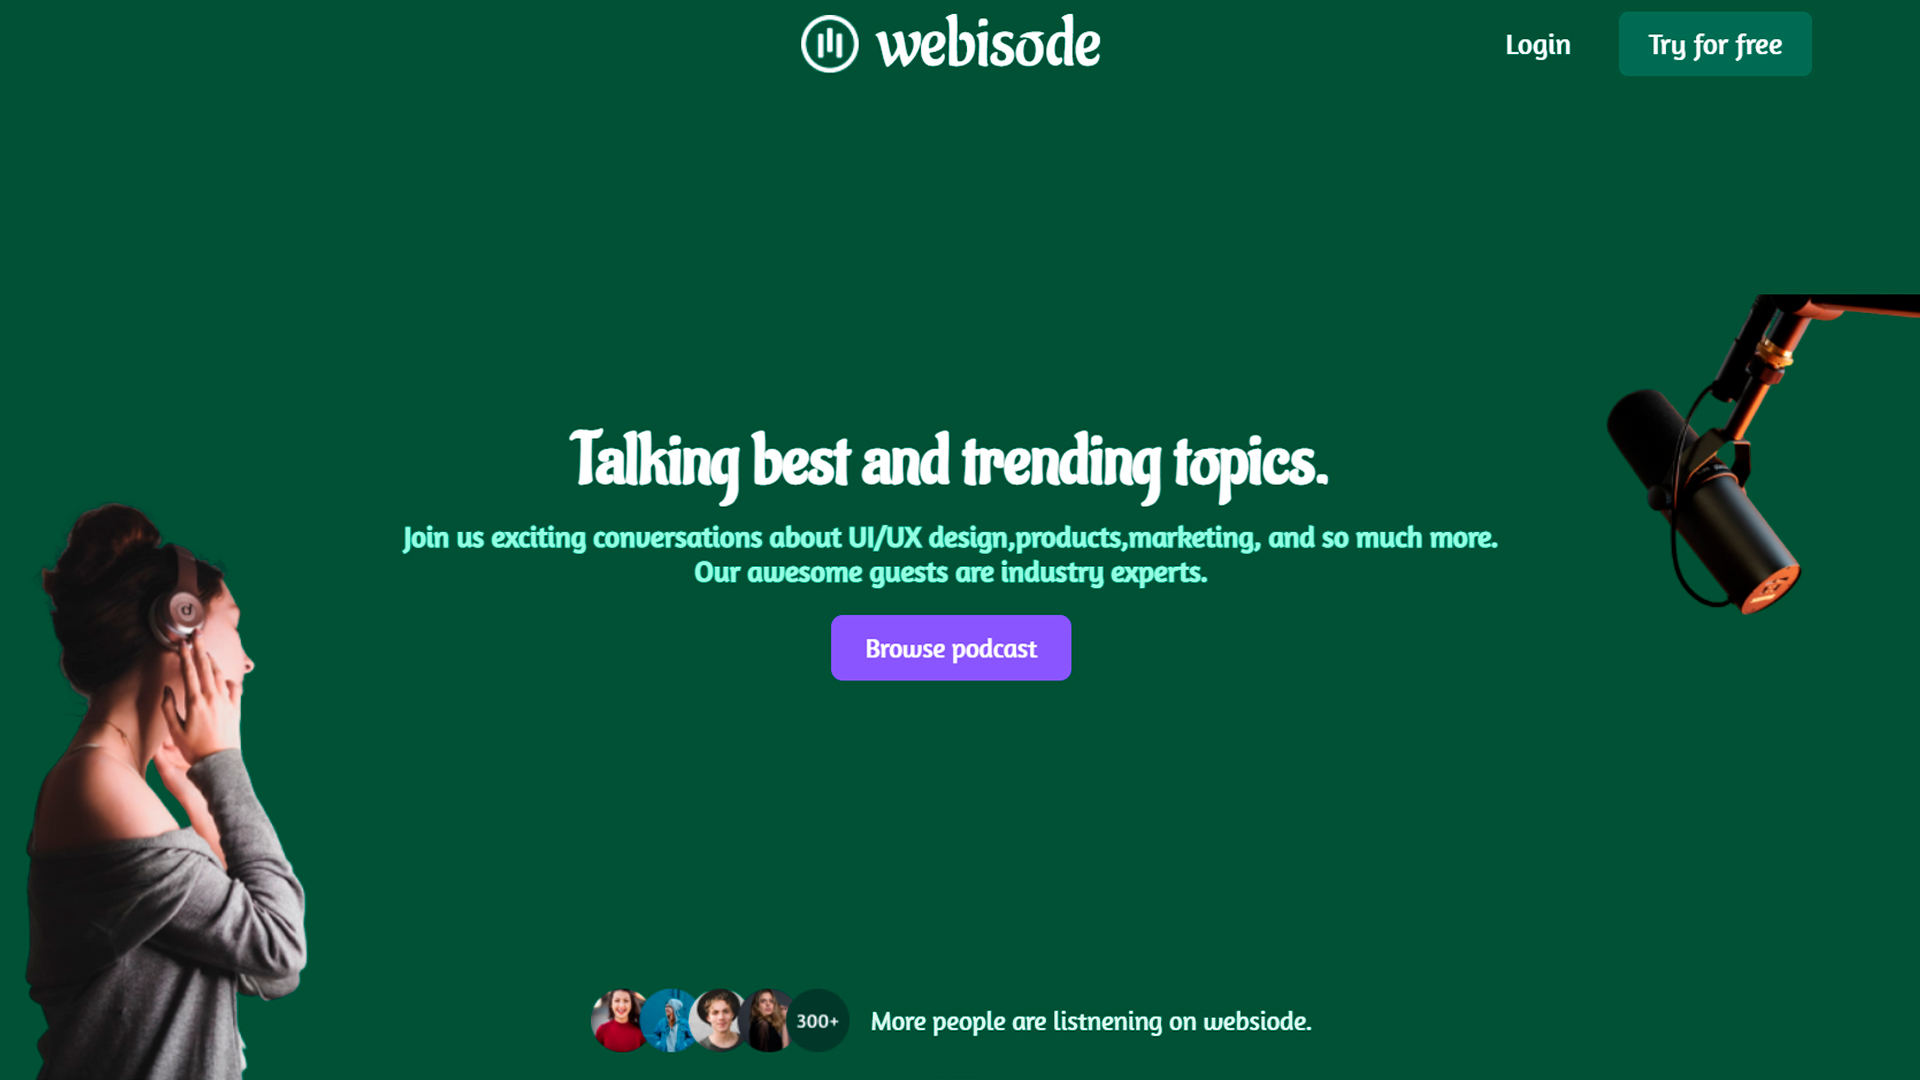 webisode
Login
Try for free
Talking best and trending topics.
Join us exciting conversations about UI/UX design,products,marketing, and so much more.
Our awesome guests are industry experts.
Browse podcast
300+
More people are listnening on websiode.